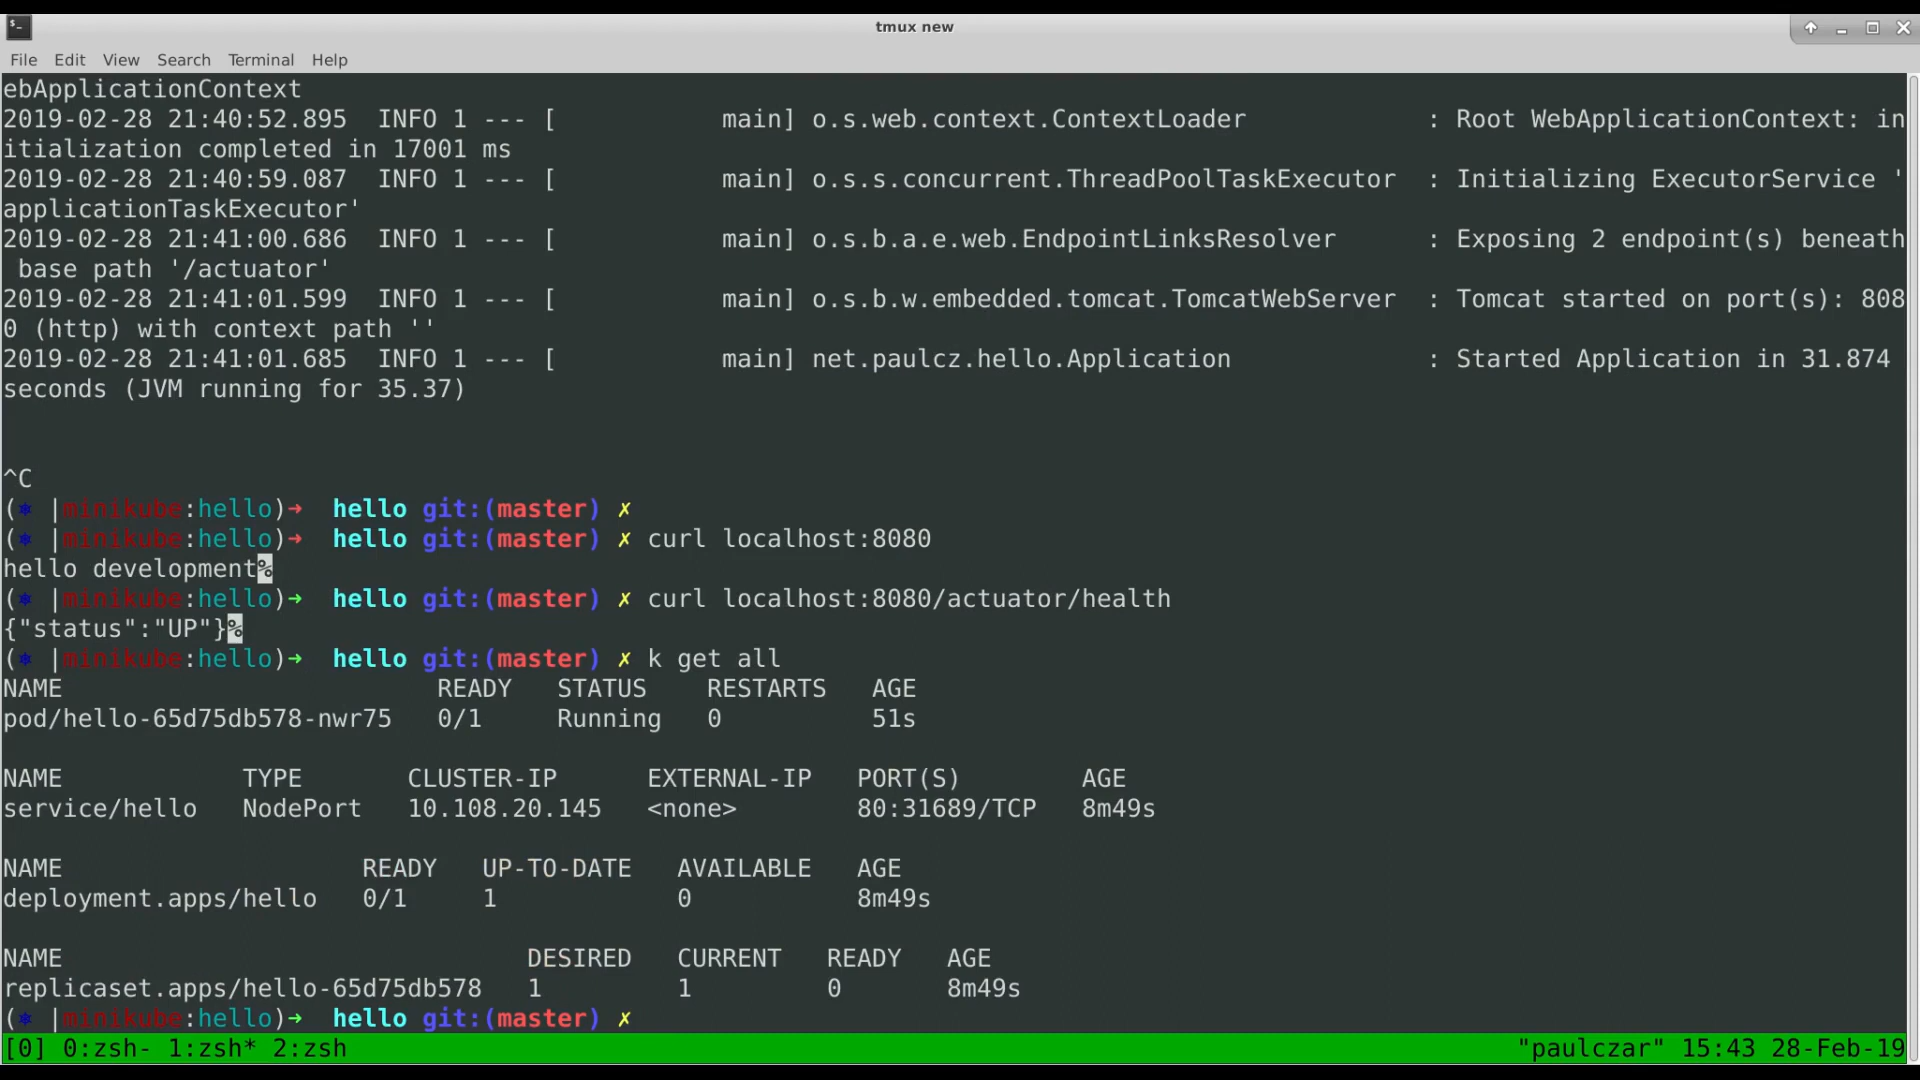 tmux new
File Edit View Search Terminal Help
ebApplicationContext
2019-02-28 21:40:52.895  INFO 1 --- [           main] o.s.web.context.ContextLoader            : Root WebApplicationContext: in
itialization completed in 17001 ms
2019-02-28 21:40:59.087  INFO 1 --- [           main] o.s.s.concurrent.ThreadPoolTaskExecutor  : Initializing ExecutorService '
applicationTaskExecutor'
2019-02-28 21:41:00.686  INFO 1 --- [           main] o.s.b.a.e.web.EndpointLinksResolver      : Exposing 2 endpoint(s) beneath
 base path '/actuator'
2019-02-28 21:41:01.599  INFO 1 --- [           main] o.s.b.w.embedded.tomcat.TomcatWebServer  : Tomcat started on port(s): 808
0 (http) with context path ''
2019-02-28 21:41:01.685  INFO 1 --- [           main] net.paulcz.hello.Application             : Started Application in 31.874
seconds (JVM running for 35.37)
^C
(⎈ |minikube:hello)➜  hello git:(master) ✗
(⎈ |minikube:hello)➜  hello git:(master) ✗ curl localhost:8080
hello development%
(⎈ |minikube:hello)➜  hello git:(master) ✗ curl localhost:8080/actuator/health
{"status":"UP"}%
(⎈ |minikube:hello)➜  hello git:(master) ✗ k get all
NAME                         READY   STATUS    RESTARTS   AGE
pod/hello-65d75db578-nwr75   0/1     Running   0          51s
NAME            TYPE       CLUSTER-IP      EXTERNAL-IP   PORT(S)        AGE
service/hello   NodePort   10.108.20.145   <none>        80:31689/TCP   8m49s
NAME                    READY   UP-TO-DATE   AVAILABLE   AGE
deployment.apps/hello   0/1     1            0           8m49s
NAME                               DESIRED   CURRENT   READY   AGE
replicaset.apps/hello-65d75db578   1         1         0       8m49s
(⎈ |minikube:hello)➜  hello git:(master) ✗
[0] 0:zsh- 1:zsh* 2:zsh "paulczar" 15:43 28-Feb-19